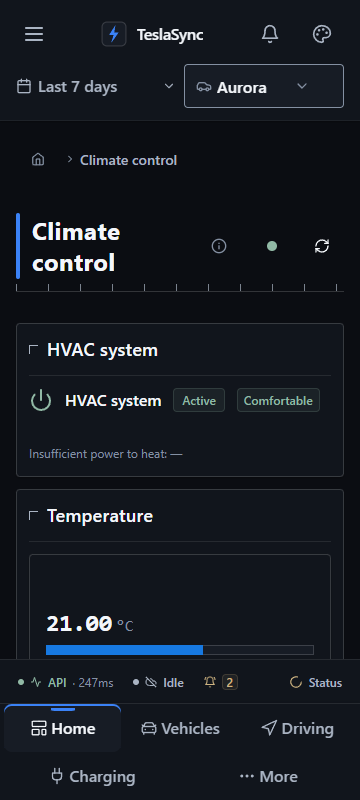 TeslaSync
Last 7 days
Aurora
Climate control
Climate
control
HVAC system
HVAC system Active Comfortable
Insufficient power to heat: —
Temperature
21.00 °C
API · 247ms Idle 2 Status
Home Vehicles Driving
Charging More